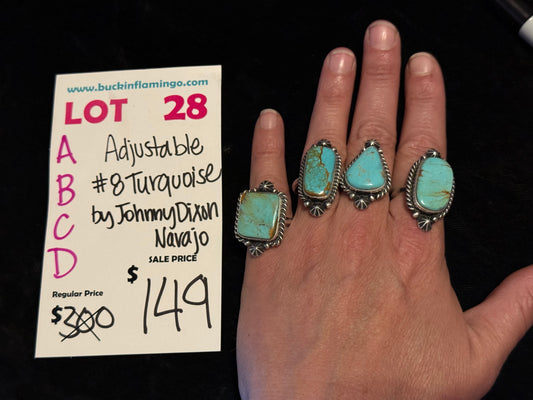 www.buckinflamingo.com
LOT 28
A
B
C
D
Adjustable
#8 Turquoise
by Johnny Dixon
Navajo
SALE PRICE
$149
Regular Price
$300